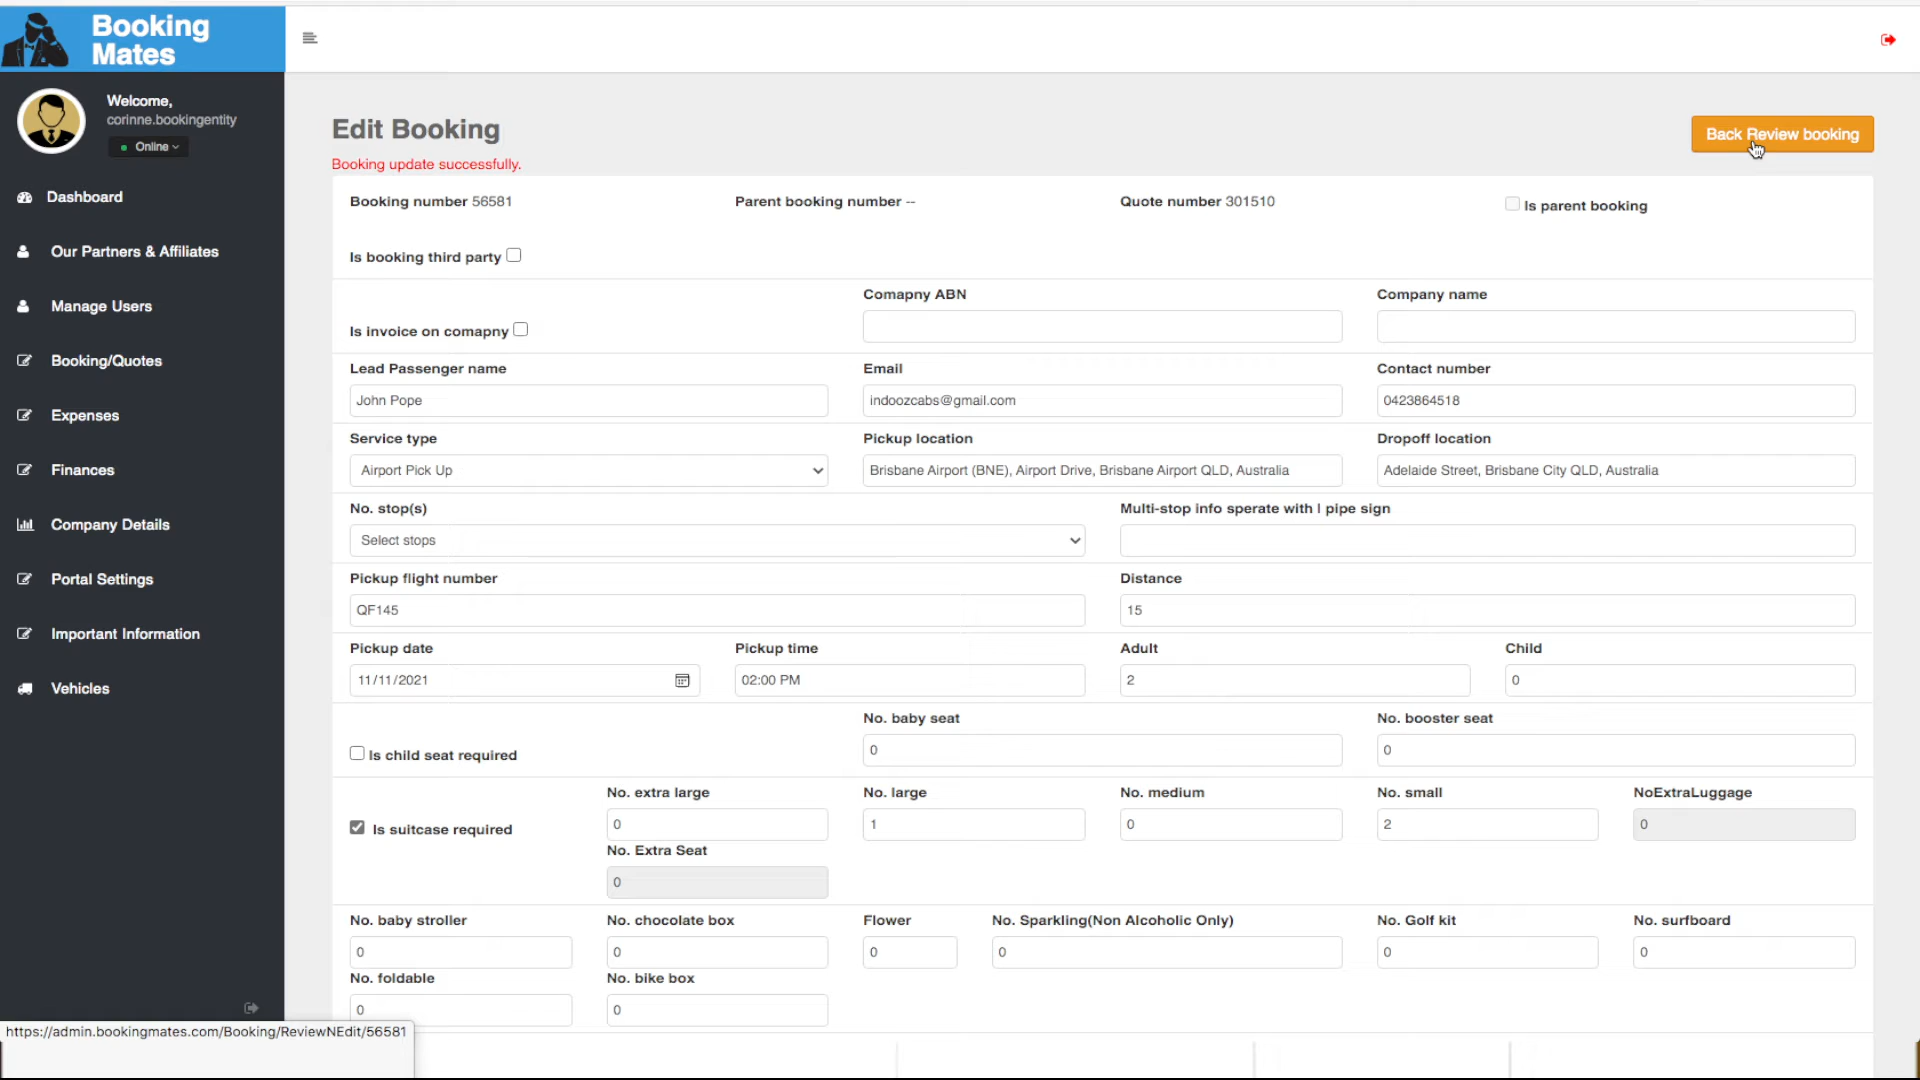 Booking
Mates
Welcome,
corinne.bookingentity
Online
Dashboard
Our Partners & Affiliates
Manage Users
Booking/Quotes
Expenses
Finances
Company Details
Portal Settings
Important Information
Vehicles
https://admin.bookingmates.com/Booking/ReviewNEdit/56581
Edit Booking
Back Review booking
Booking update successfully.
Booking number 56581 Parent booking number -- Quote number 301510 Is parent booking
Is booking third party
Comapny ABN Company name
Is invoice on comapny
Lead Passenger name Email Contact number
John Pope indoozcabs@gmail.com 0423864518
Service type Pickup location Dropoff location
Airport Pick Up Brisbane Airport (BNE), Airport Drive, Brisbane Airport QLD, Australia Adelaide Street, Brisbane City QLD, Australia
No. stop(s) Multi-stop info sperate with | pipe sign
Select stops
Pickup flight number Distance
QF145 15
Pickup date Pickup time Adult Child
11/11/2021 02:00 PM 2 0
No. baby seat No. booster seat
Is child seat required 0 0
No. extra large No. large No. medium No. small NoExtraLuggage
Is suitcase required 0 1 0 2 0
No. Extra Seat
0
No. baby stroller No. chocolate box Flower No. Sparkling(Non Alcoholic Only) No. Golf kit No. surfboard
0 0 0 0 0 0
No. foldable No. bike box
0 0